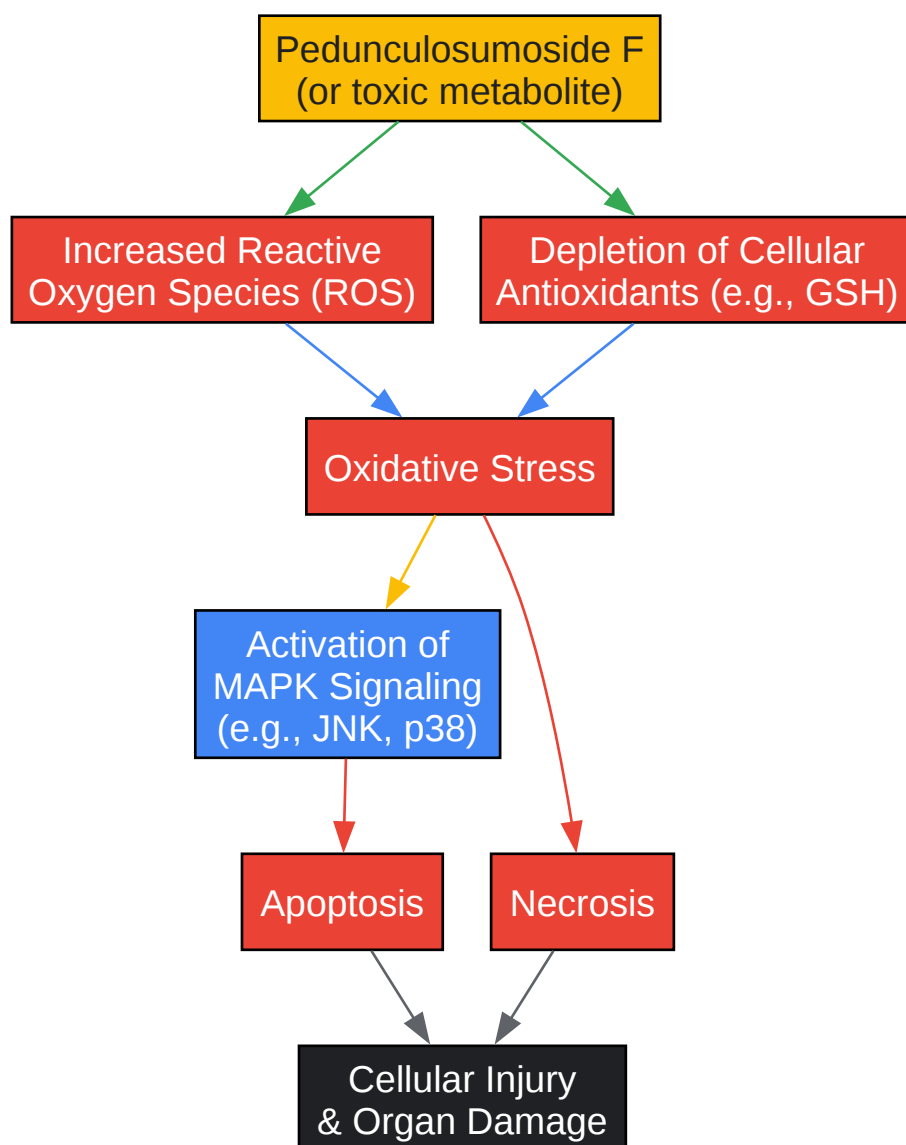 Pedunculosumoside F
(or toxic metabolite)
Increased Reactive
Oxygen Species (ROS)
Depletion of Cellular
Antioxidants (e.g., GSH)
Oxidative Stress
Activation of
MAPK Signaling
(e.g., JNK, p38)
Apoptosis
Necrosis
Cellular Injury
& Organ Damage